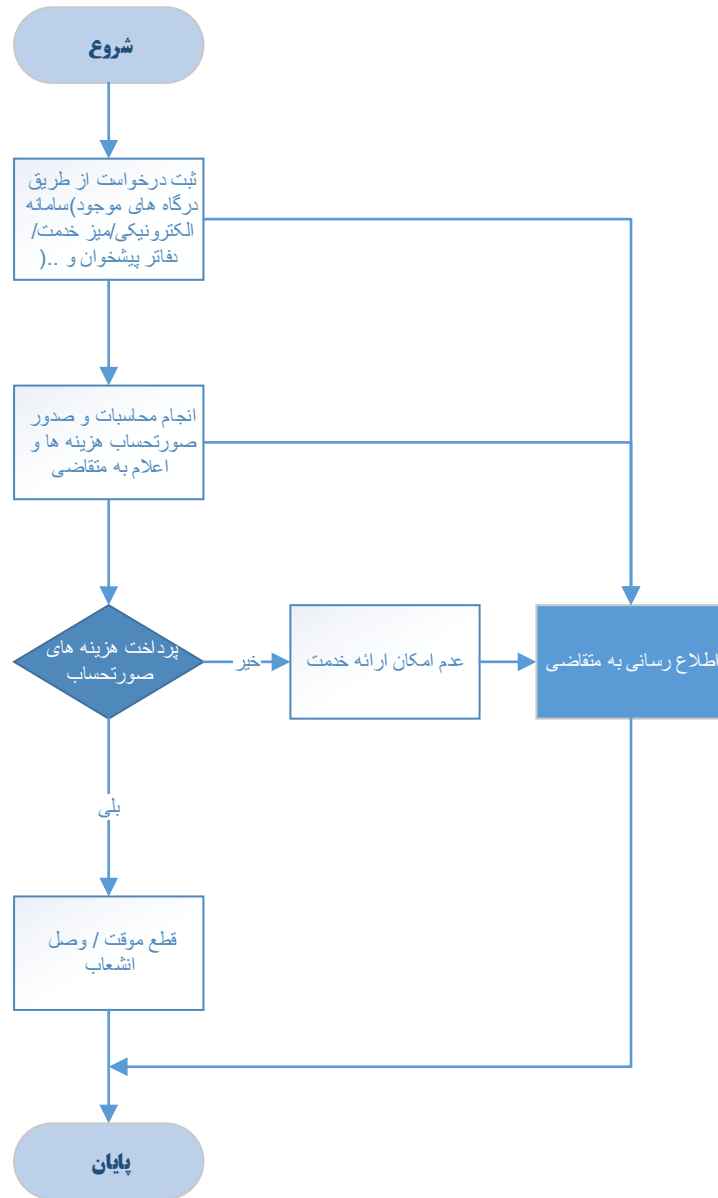 شروع
ثبت درخواست از طریق
درگاه های موجود)سامانه
الکترونیکی/میز خدمت/
دفاتر پیشخوان و ..(
انجام محاسبات و صدور
صورتحساب هزینه ها و
اعلام به متقاضی
پرداخت هزینه های
صورتحساب
خیر
عدم امکان ارائه خدمت
اطلاع رسانی به متقاضی
بلی
قطع موقت / وصل
انشعاب
پایان